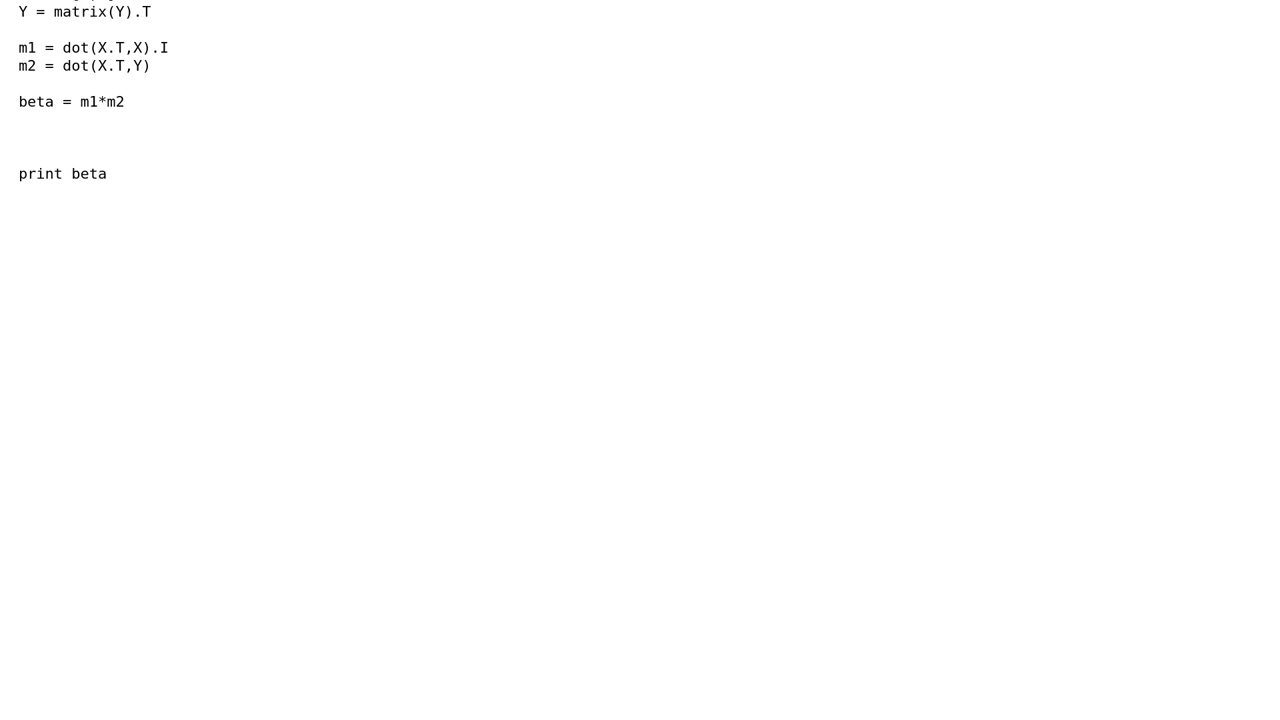 Y = matrix(Y).T
m1 = dot(X.T,X).I
m2 = dot(X.T,Y)
beta = m1*m2
print beta